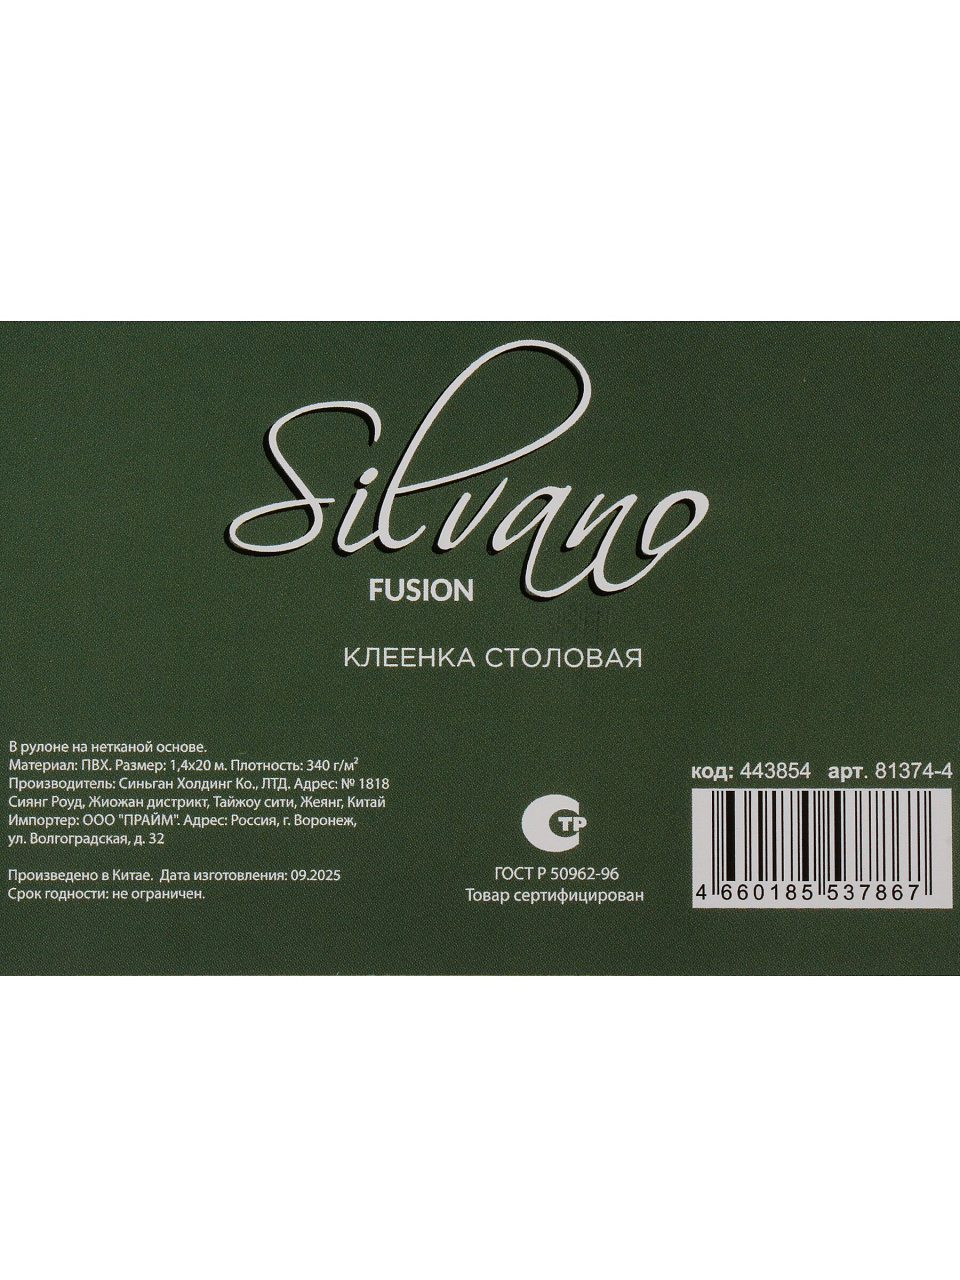 Silvano
FUSION
КЛЕЕНКА СТОЛОВАЯ
В рулоне на нетканой основе.
Материал: ПВХ. Размер: 1,4х20 м. Плотность: 340 г/м²
Производитель: Синьган Холдинг Ко., ЛТД. Адрес: № 1818
Сиянг Роуд, Жиожан дистрикт, Тайжоу сити, Жеянг, Китай
Импортер: ООО "ПРАЙМ". Адрес: Россия, г. Воронеж,
ул. Волгоградская, д. 32
Произведено в Китае. Дата изготовления: 09.2025
Срок годности: не ограничен.
СТР
ГОСТ Р 50962-96
Товар сертифицирован
код: 443854 арт. 81374-4
4 660185 537867